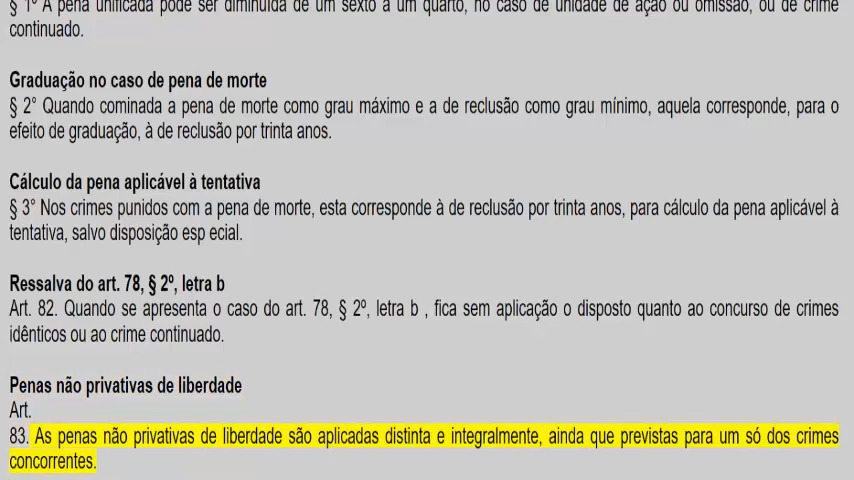 § 1° A pena unificada pode ser diminuída de um sexto a um quarto, no caso de unidade de ação ou omissão, ou de crime
continuado.
Graduação no caso de pena de morte
§ 2° Quando cominada a pena de morte como grau máximo e a de reclusão como grau mínimo, aquela corresponde, para o
efeito de graduação, à de reclusão por trinta anos.
Cálculo da pena aplicável à tentativa
§ 3° Nos crimes punidos com a pena de morte, esta corresponde à de reclusão por trinta anos, para cálculo da pena aplicável à
tentativa, salvo disposição esp ecial.
Ressalva do art. 78, § 2º, letra b
Art. 82. Quando se apresenta o caso do art. 78, § 2º, letra b , fica sem aplicação o disposto quanto ao concurso de crimes
idênticos ou ao crime continuado.
Penas não privativas de liberdade
Art.
83. As penas não privativas de liberdade são aplicadas distinta e integralmente, ainda que previstas para um só dos crimes
concorrentes.